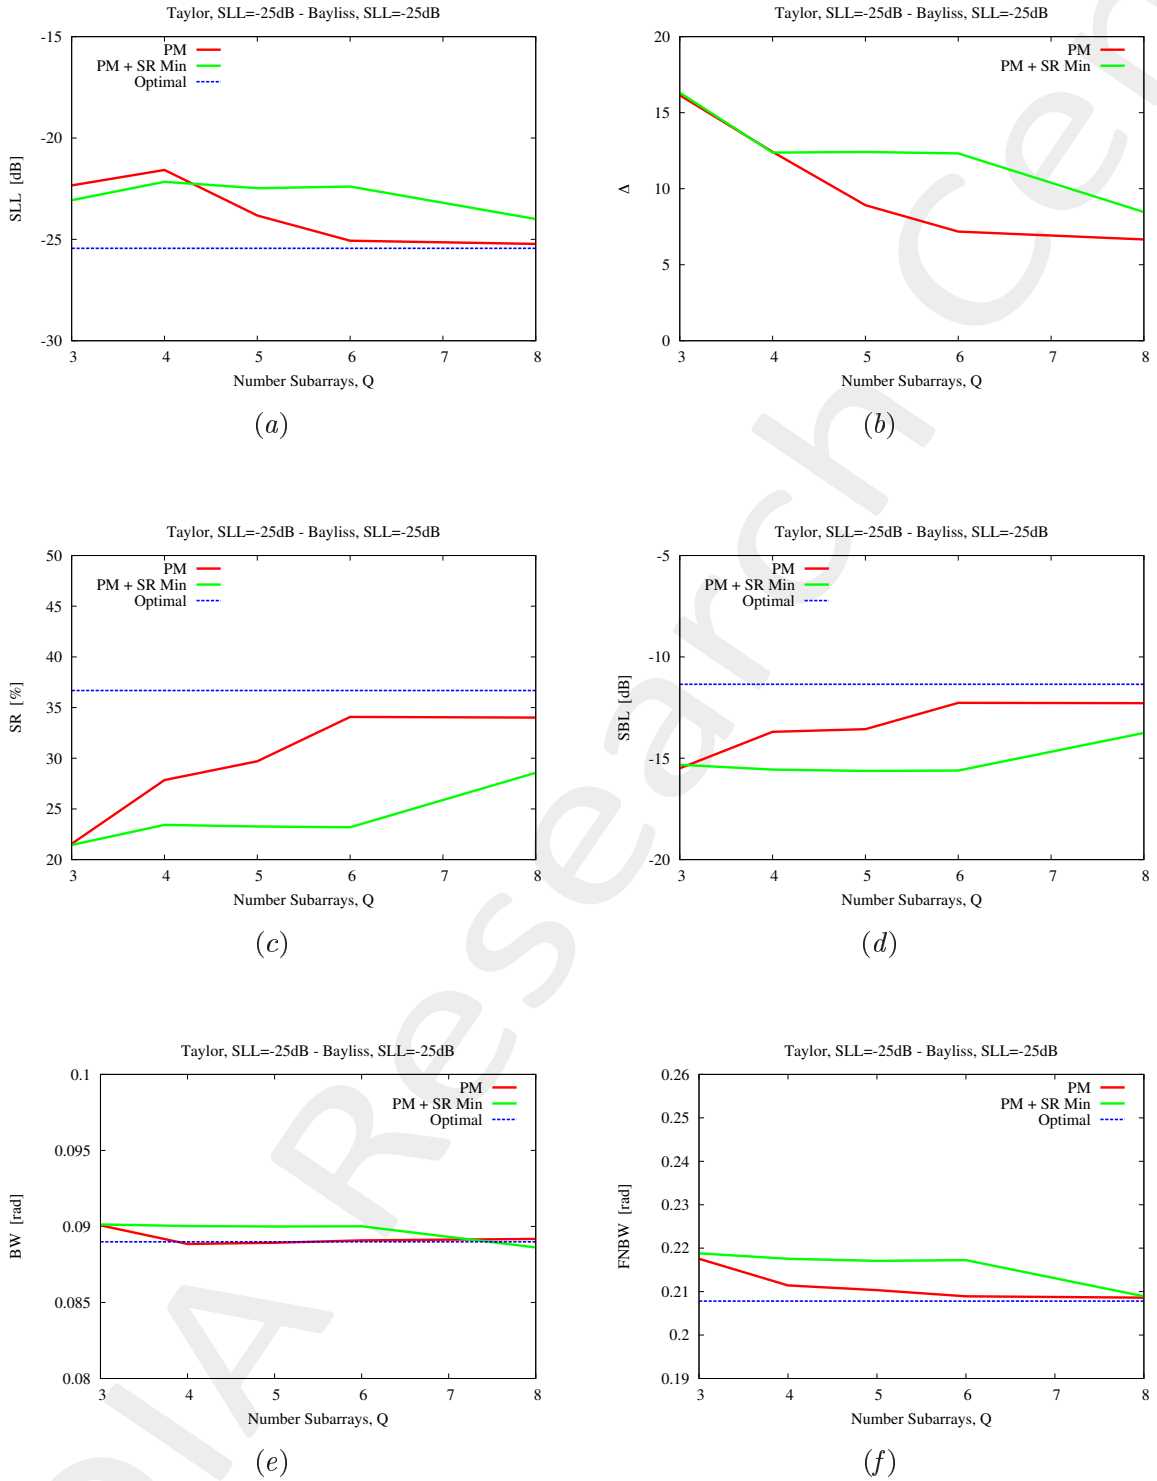 Taylor, SLL=-25dB - Bayliss, SLL=-25dB
-15
-20
-25
-30
SLL [dB]
PM
PM + SR Min
Optimal
3 4 5 6 7 8
Number Subarrays, Q
(a)
Taylor, SLL=-25dB - Bayliss, SLL=-25dB
20
15
10
5
0
Δ
PM
PM + SR Min
3 4 5 6 7 8
Number Subarrays, Q
(b)
Taylor, SLL=-25dB - Bayliss, SLL=-25dB
50
45
40
35
30
25
20
SR [%]
PM
PM + SR Min
Optimal
3 4 5 6 7 8
Number Subarrays, Q
(c)
Taylor, SLL=-25dB - Bayliss, SLL=-25dB
-5
-10
-15
-20
SBL [dB]
PM
PM + SR Min
Optimal
3 4 5 6 7 8
Number Subarrays, Q
(d)
Taylor, SLL=-25dB - Bayliss, SLL=-25dB
0.1
0.095
0.09
0.085
0.08
BW [rad]
PM
PM + SR Min
Optimal
3 4 5 6 7 8
Number Subarrays, Q
(e)
Taylor, SLL=-25dB - Bayliss, SLL=-25dB
0.26
0.25
0.24
0.23
0.22
0.21
0.2
0.19
FNBW [rad]
PM
PM + SR Min
Optimal
3 4 5 6 7 8
Number Subarrays, Q
(f)
DIA Research Cen